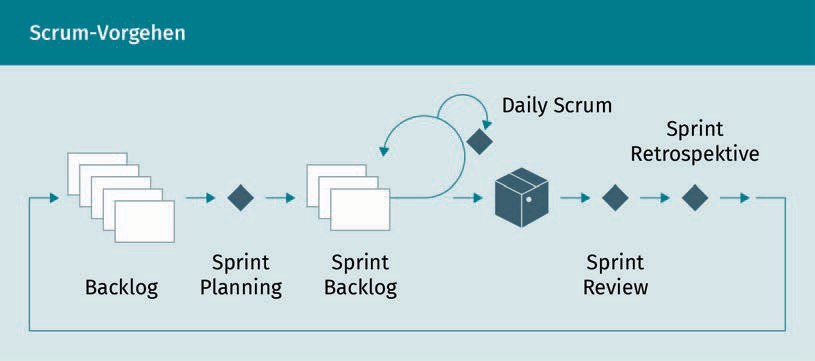 Scrum-Vorgehen
Daily Scrum
Sprint
Retrospektive
Backlog
Sprint
Planning
Sprint
Backlog
Sprint
Review